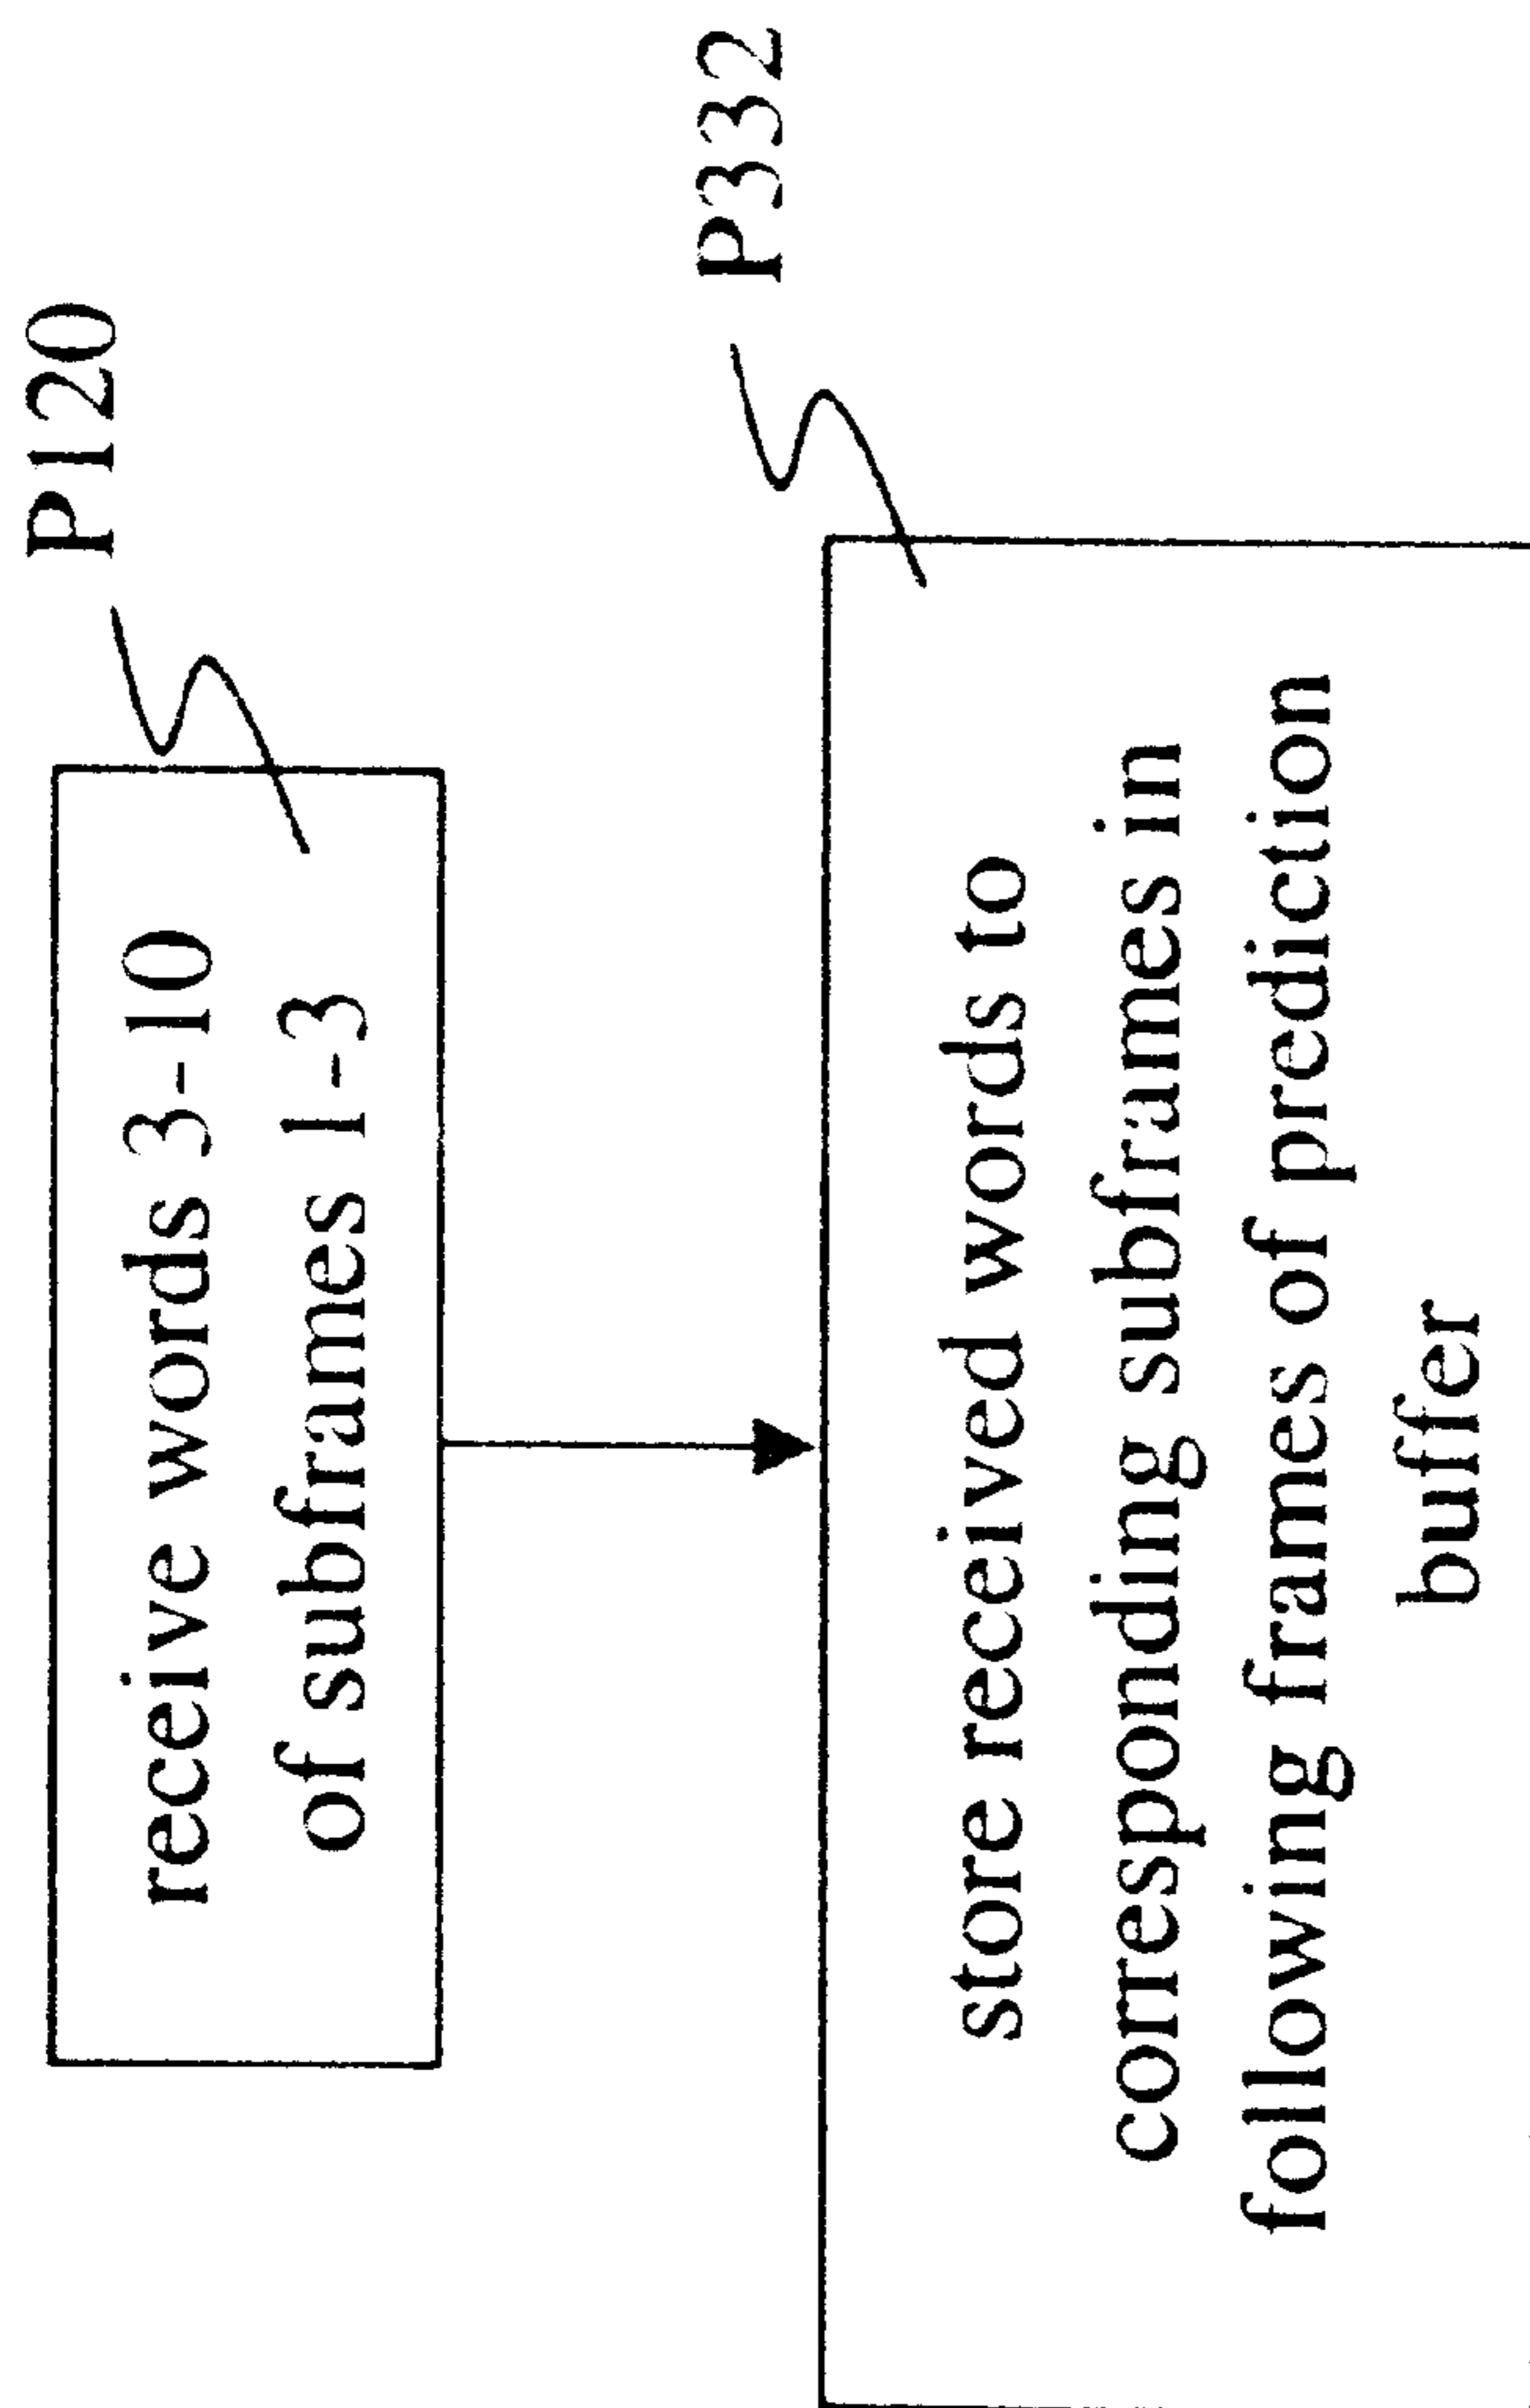 P120
receive words 3-10
of subframes 1-3
P332
store received words to
corresponding subframes in
following frames of prediction
buffer